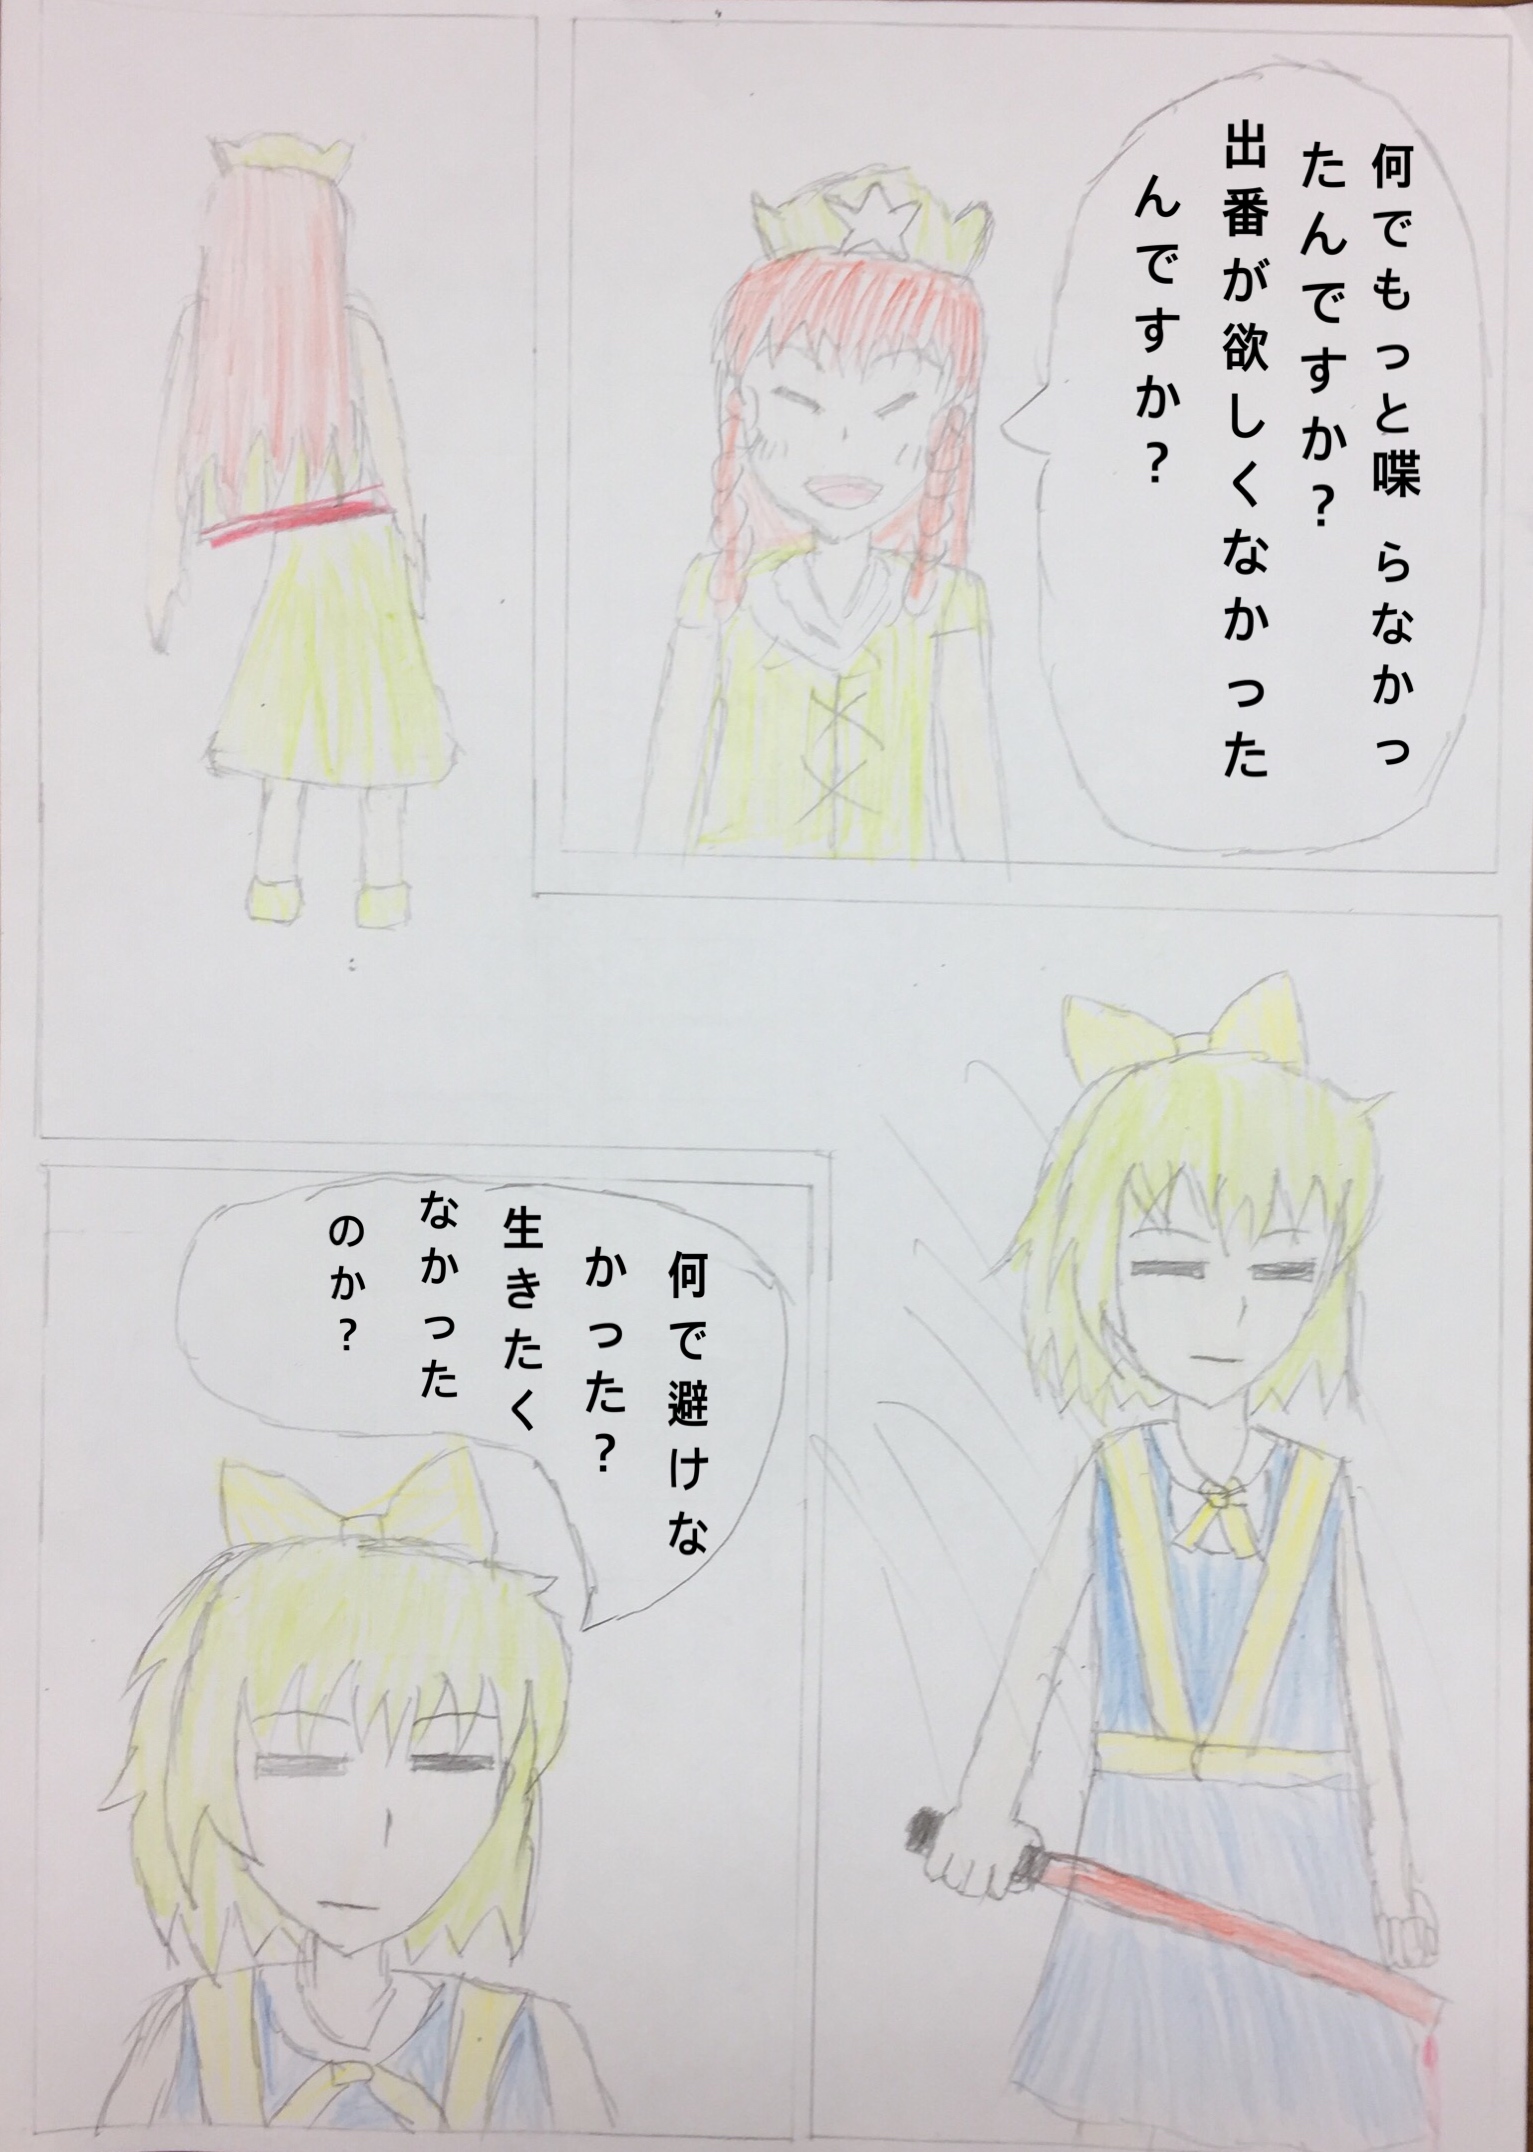 何でもっと喋らなかっ
たんですか?
出番が欲しくなかった
んですか?
何で避けな
かった?
生きたく
なかった
のか?